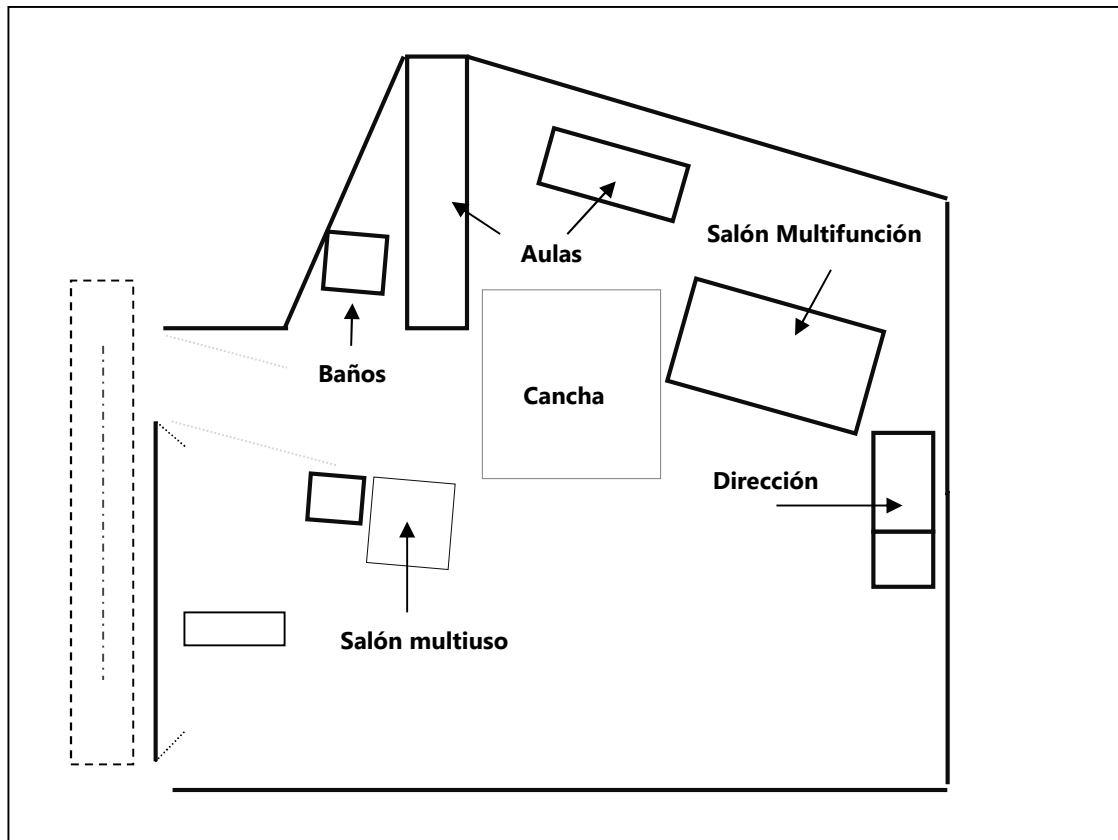 Salón Multifunción
Aulas
Baños
Cancha
Dirección
Salón multiuso